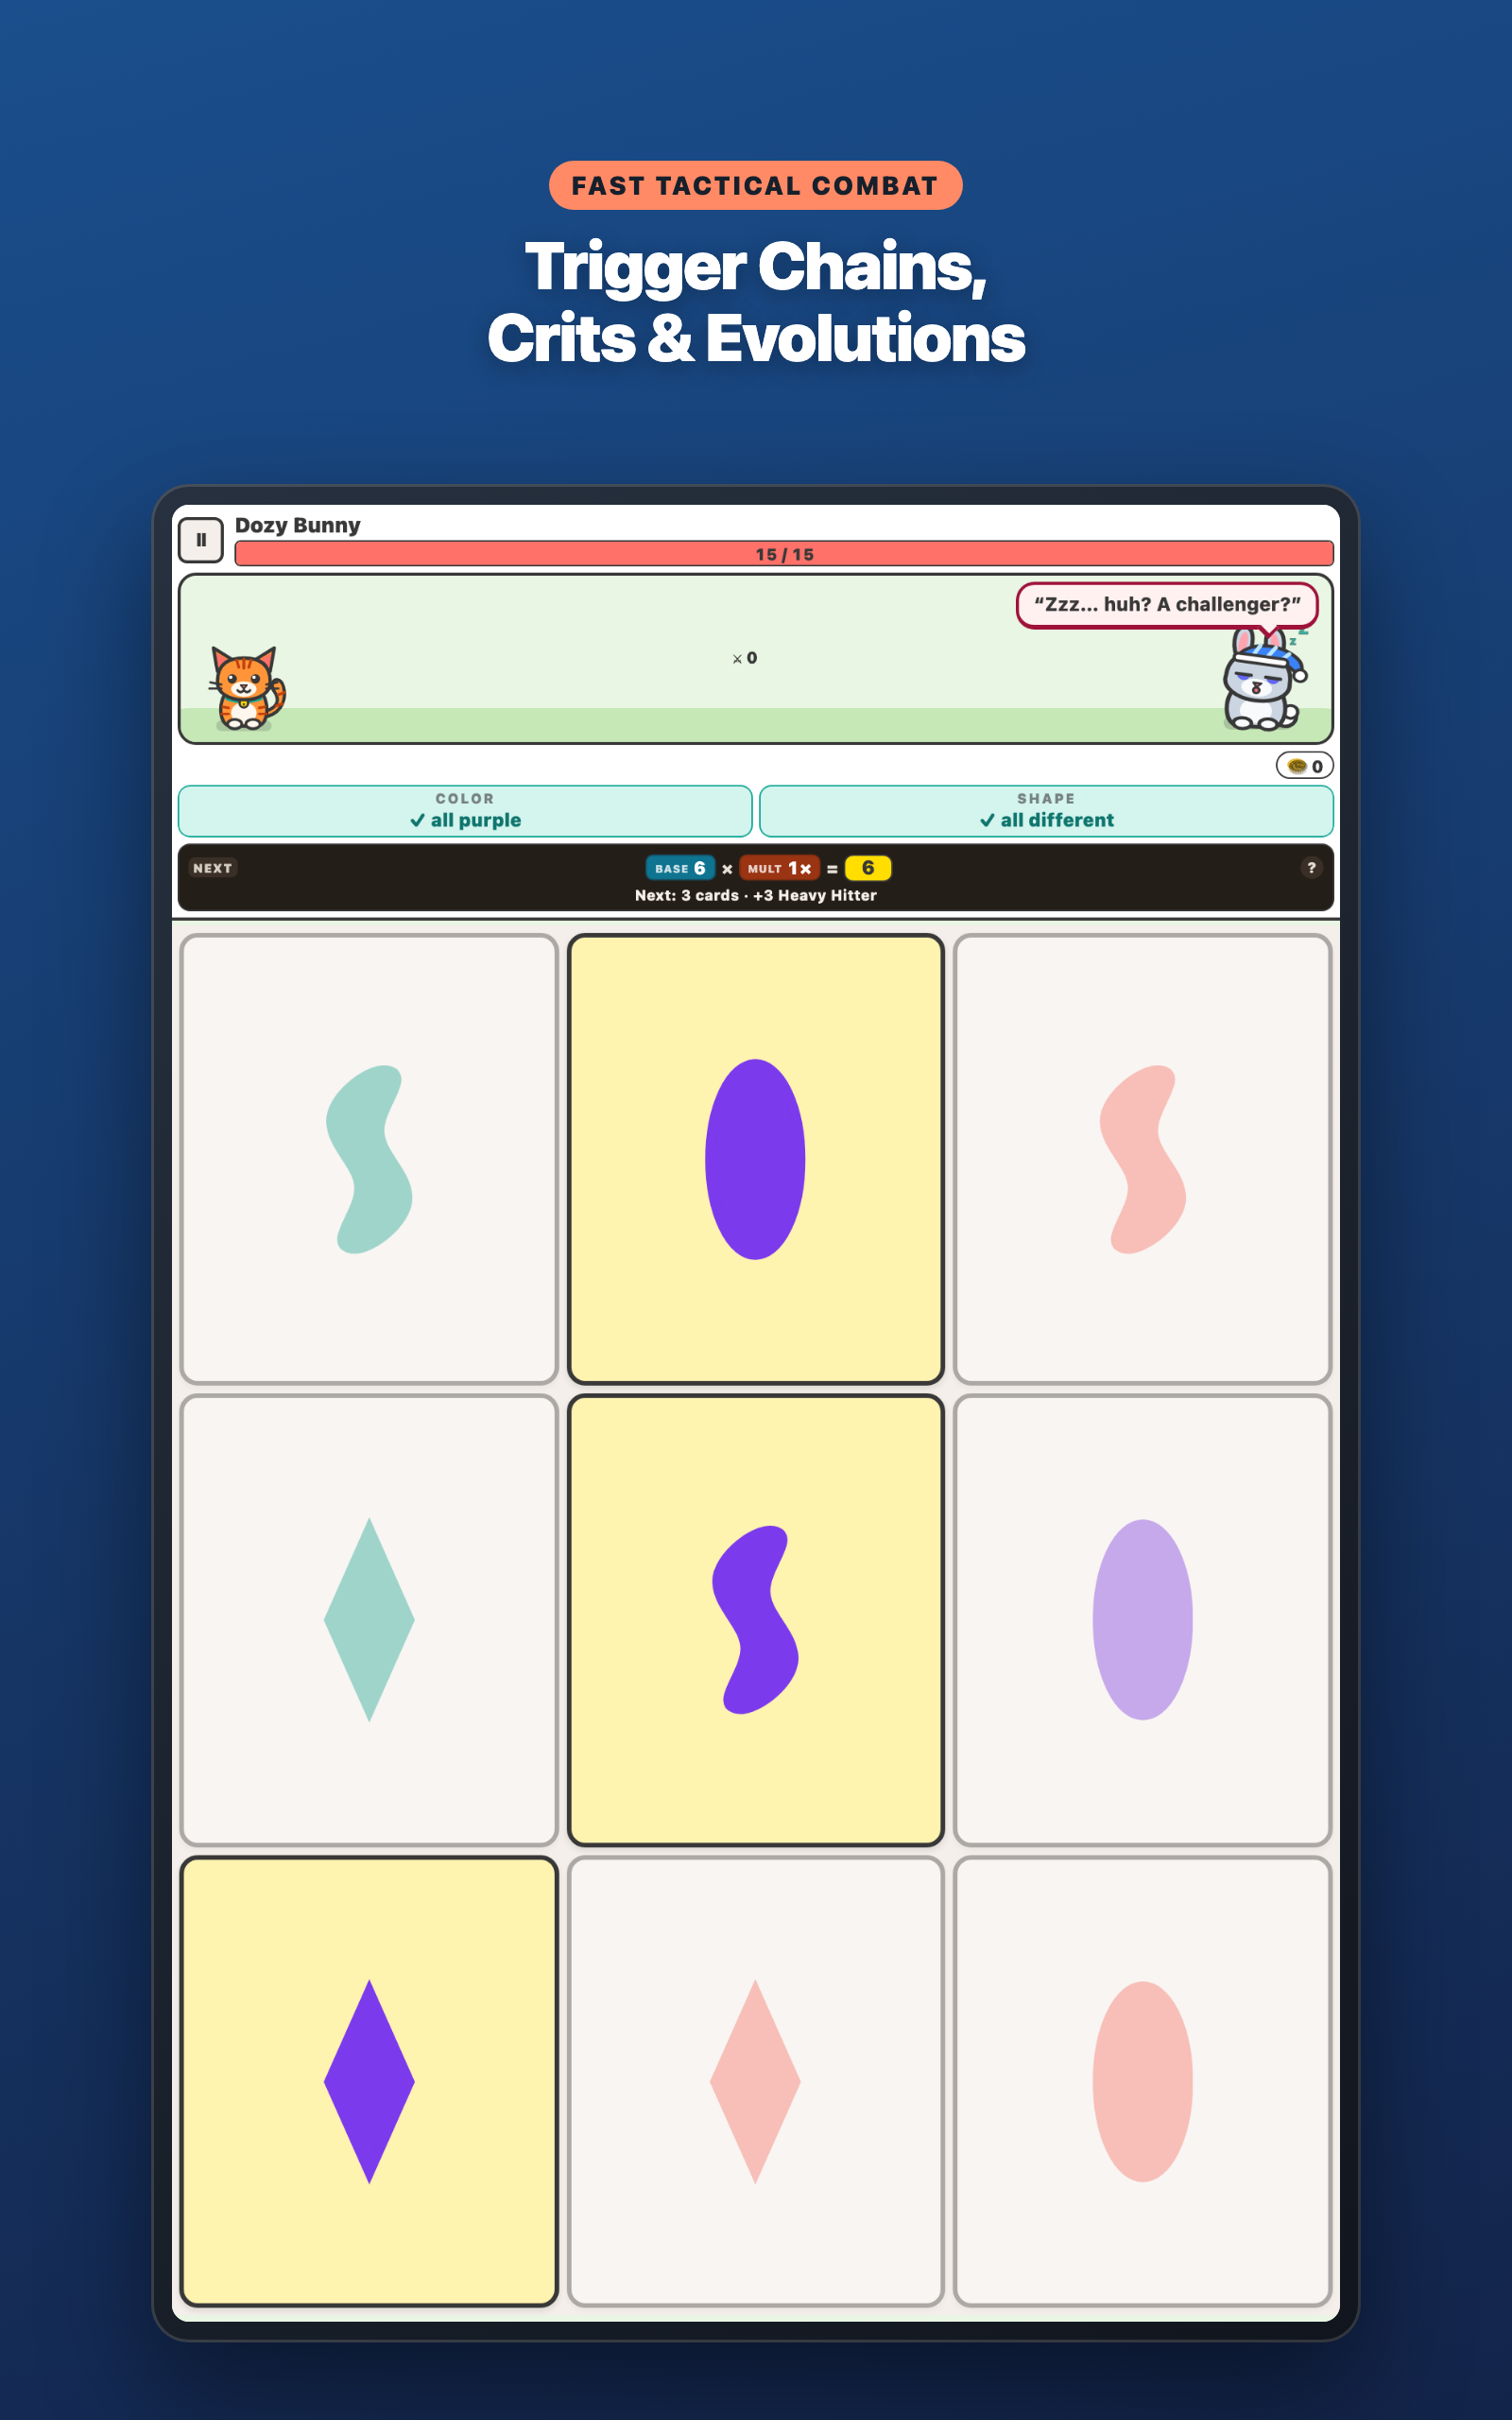 FAST TACTICAL COMBAT
Trigger Chains,
Crits & Evolutions
Dozy Bunny
15 / 15
“Zzz... huh? A challenger?”
z
z
⚔ 0
0
COLOR
✓ all purple
SHAPE
✓ all different
NEXT
BASE 6 × MULT 1× = 6
?
Next: 3 cards · +3 Heavy Hitter